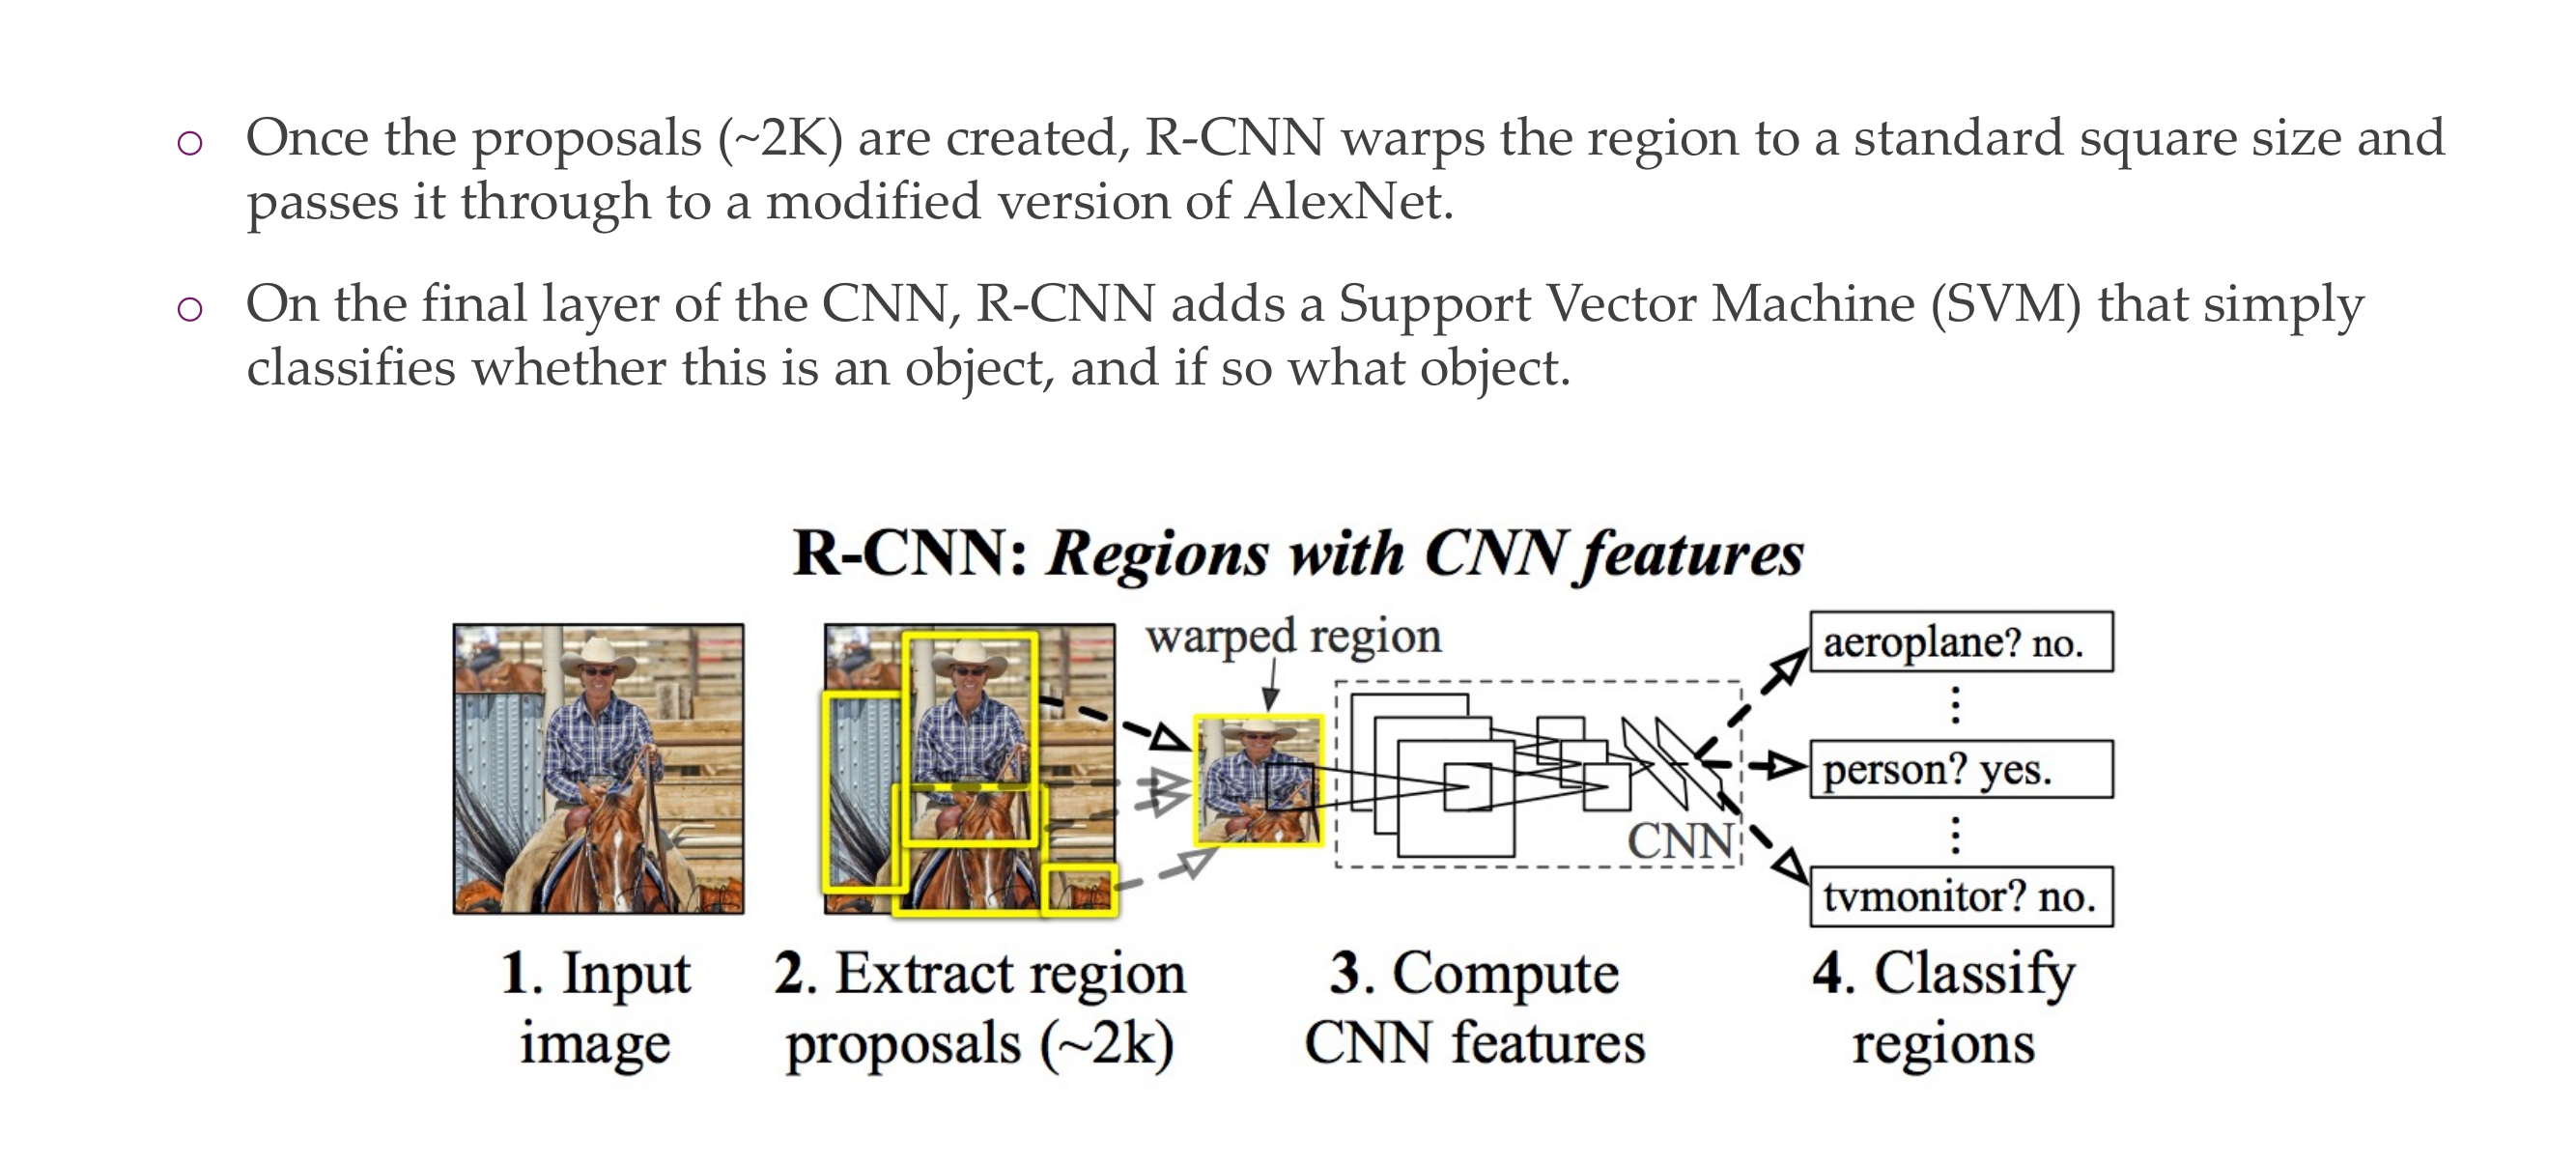 Once the proposals (~2K) are created, R-CNN warps the region to a standard square size and
passes it through to a modified version of AlexNet.
On the final layer of the CNN, R-CNN adds a Support Vector Machine (SVM) that simply
classifies whether this is an object, and if so what object.
R-CNN: Regions with CNN features
warped region
aeroplane? no.
⋮
person? yes.
⋮
tvmonitor? no.
CNN
1. Input
image
2. Extract region
proposals (~2k)
3. Compute
CNN features
4. Classify
regions